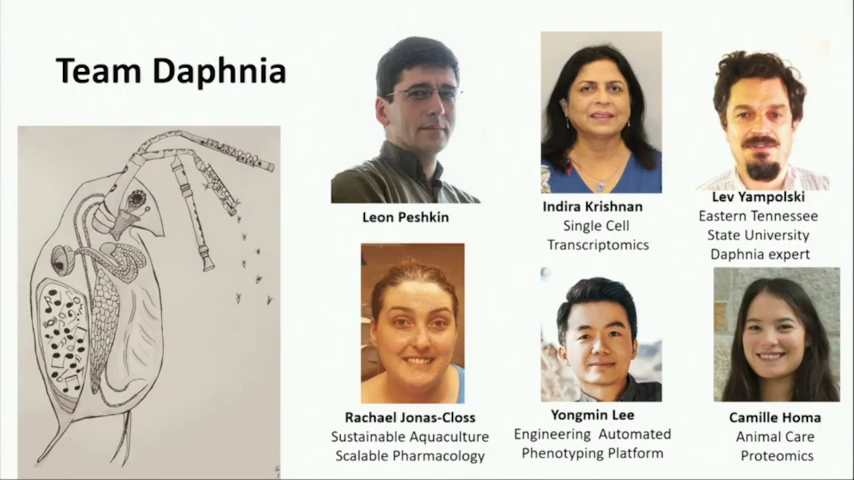 Team Daphnia
Leon Peshkin
Indira Krishnan
Single Cell
Transcriptomics
Lev Yampolski
Eastern Tennessee
State University
Daphnia expert
Rachael Jonas-Closs
Sustainable Aquaculture
Scalable Pharmacology
Yongmin Lee
Engineering Automated
Phenotyping Platform
Camille Homa
Animal Care
Proteomics